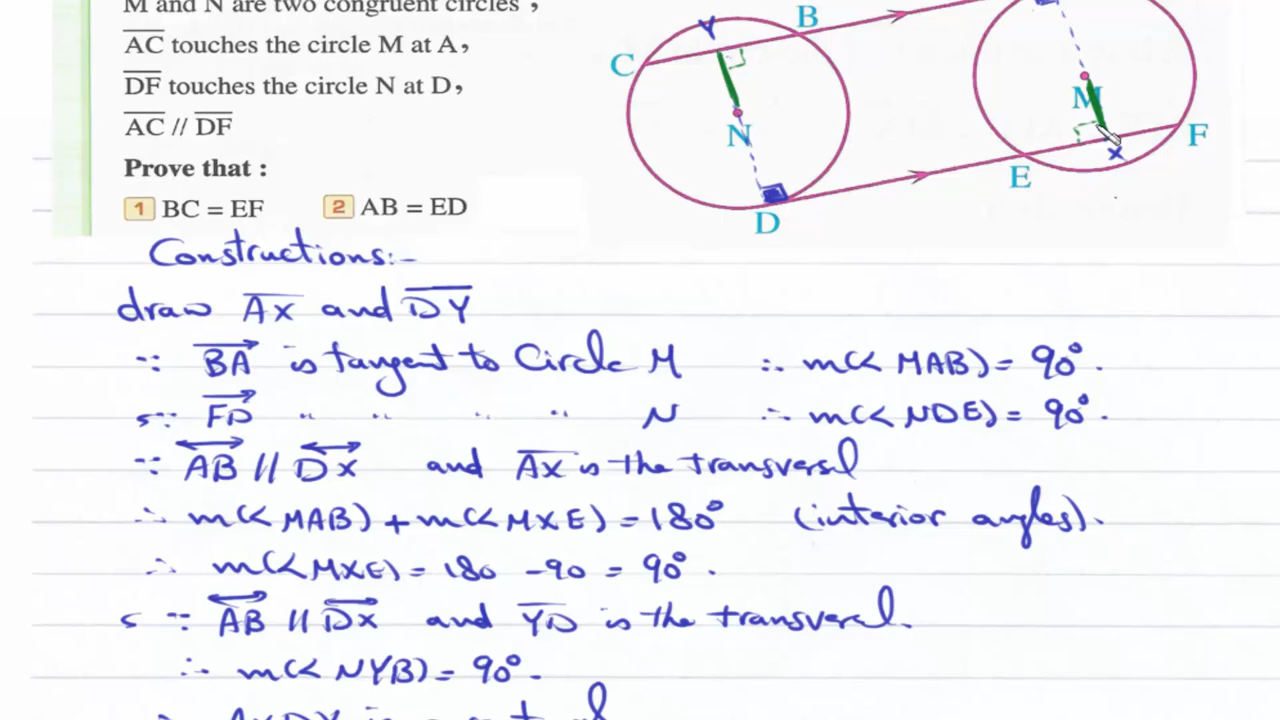 M and N are two congruent circles ,
AC touches the circle M at A ,
DF touches the circle N at D ,
AC // DF
Prove that :
1 BC = EF 2 AB = ED
Y
B
C
N
D
M
F
E
X
Constructions:-
draw AX and DY
∵ BA is tangent to Circle M ∴ m(< MAB) = 90°.
, ∵ FD " " " " N ∴ m(< NDE) = 90°.
∵ AB // DX and AX is the transversal
∴ m(< MAB) + m(< MXE) = 180° (interior angles).
∴ m(< MXE) = 180 - 90 = 90°.
, ∵ AB // DX and YD is the transversal.
∴ m(< NYB) = 90°.